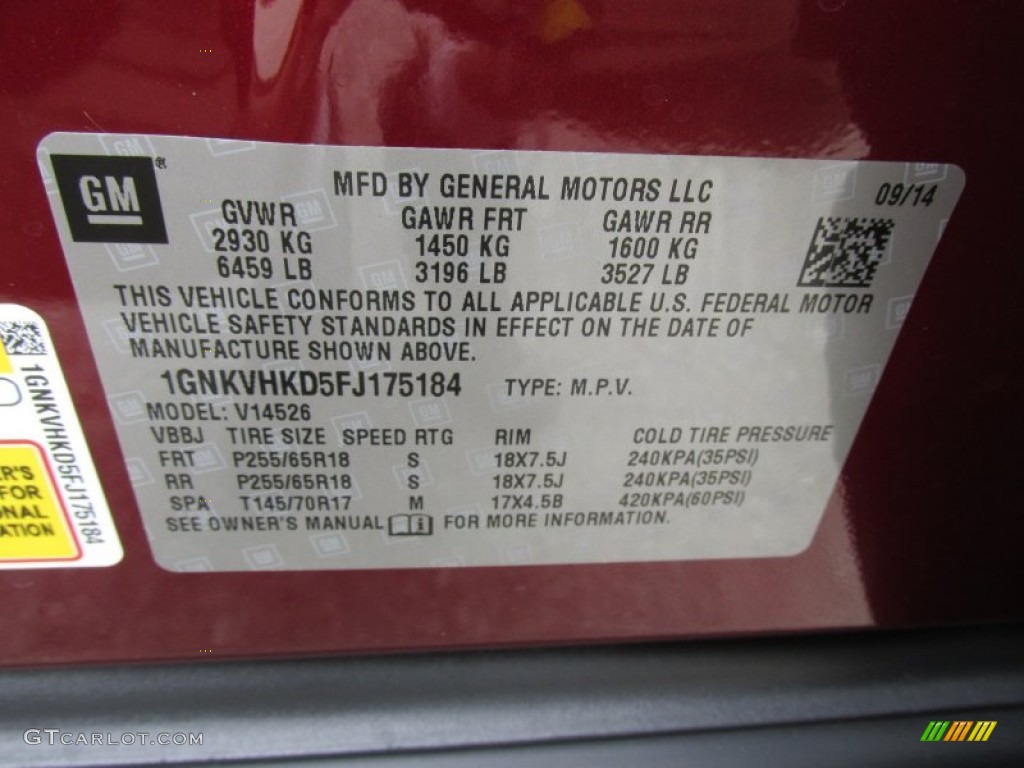 GM ®
MFD BY GENERAL MOTORS LLC
09/14
GVWR GAWR FRT GAWR RR
2930 KG 1450 KG 1600 KG
6459 LB 3196 LB 3527 LB
THIS VEHICLE CONFORMS TO ALL APPLICABLE U.S. FEDERAL MOTOR
VEHICLE SAFETY STANDARDS IN EFFECT ON THE DATE OF
MANUFACTURE SHOWN ABOVE.
1GNKVHKD5FJ175184 TYPE: M.P.V.
MODEL: V14526
VBBJ TIRE SIZE SPEED RTG RIM COLD TIRE PRESSURE
FRT P255/65R18 S 18X7.5J 240KPA(35PSI)
RR P255/65R18 S 18X7.5J 240KPA(35PSI)
SPA T145/70R17 M 17X4.5B 420KPA(60PSI)
SEE OWNER'S MANUAL FOR MORE INFORMATION.
1GNKVHKD5FJ175184
ER'S
FOR
ONAL
ATION
GTCARLOT.COM